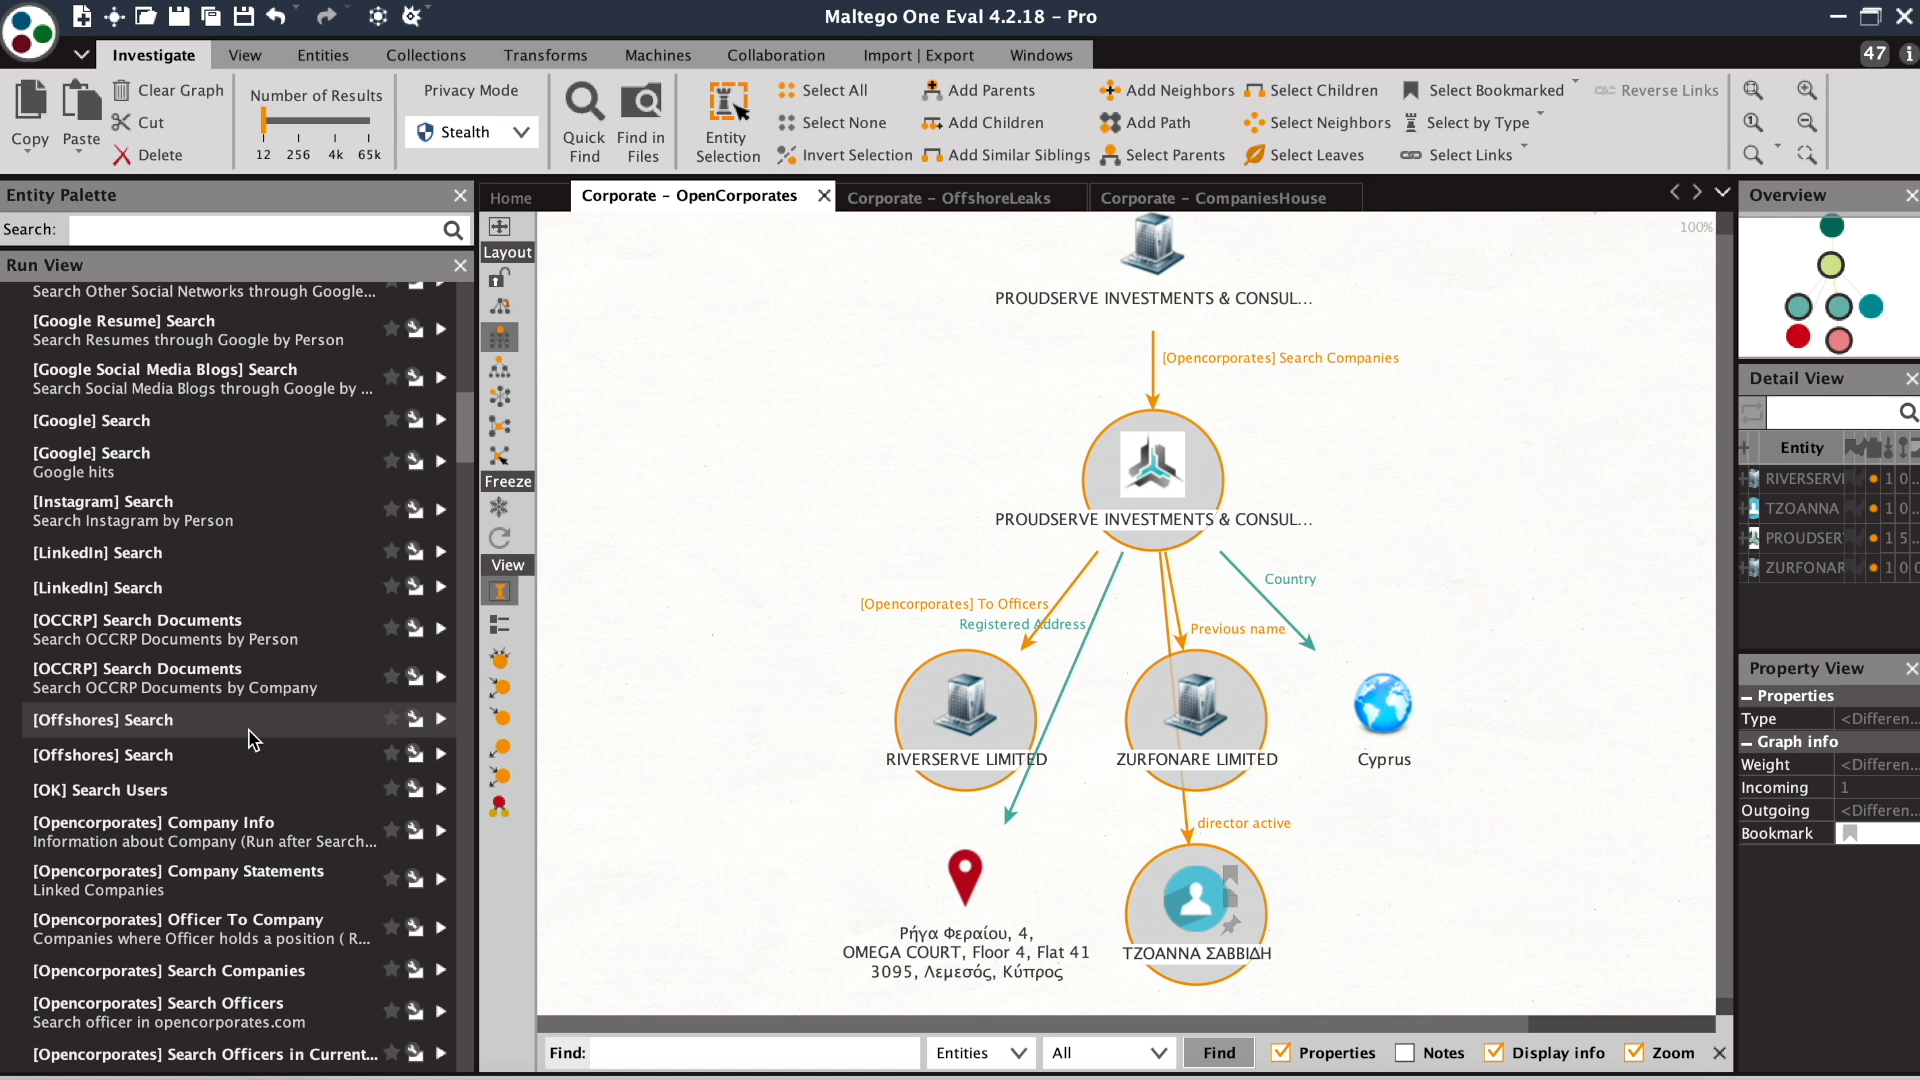 Maltego One Eval 4.2.18 – Pro
Investigate
View
Entities
Collections
Transforms
Machines
Collaboration
Import | Export
Windows
47
i
Copy
Paste
Clear Graph
Cut
Delete
Number of Results
12 256 4k 65k
Privacy Mode
Stealth
Quick
Find
Find in
Files
Entity
Selection
Select All
Select None
Invert Selection
Add Parents
Add Children
Add Similar Siblings
Add Neighbors
Add Path
Select Parents
Select Children
Select Neighbors
Select Leaves
Select Bookmarked
Select by Type
Select Links
Reverse Links
Entity Palette
Search:
Run View
Search Other Social Networks through Google...
[Google Resume] Search
Search Resumes through Google by Person
[Google Social Media Blogs] Search
Search Social Media Blogs through Google by ...
[Google] Search
[Google] Search
Google hits
[Instagram] Search
Search Instagram by Person
[LinkedIn] Search
[LinkedIn] Search
[OCCRP] Search Documents
Search OCCRP Documents by Person
[OCCRP] Search Documents
Search OCCRP Documents by Company
[Offshores] Search
[Offshores] Search
[OK] Search Users
[Opencorporates] Company Info
Information about Company (Run after Search...
[Opencorporates] Company Statements
Linked Companies
[Opencorporates] Officer To Company
Companies where Officer holds a position ( R...
[Opencorporates] Search Companies
[Opencorporates] Search Officers
Search officer in opencorporates.com
[Opencorporates] Search Officers in Current...
Home
Corporate – OpenCorporates
Corporate – OffshoreLeaks
Corporate – CompaniesHouse
Layout
Freeze
View
100%
PROUDSERVE INVESTMENTS & CONSUL...
[Opencorporates] Search Companies
PROUDSERVE INVESTMENTS & CONSUL...
Country
[Opencorporates] To Officers
Registered Address
Previous name
RIVERSERVE LIMITED
ZURFONARE LIMITED
Cyprus
director active
Ρήγα Φεραίου, 4,
OMEGA COURT, Floor 4, Flat 41
3095, Λεμεσός, Κύπρος
ΤΖΟΑΝΝΑ ΣΑΒΒΙΔΗ
Find:
Entities
All
Find
Properties
Notes
Display info
Zoom
Overview
Detail View
Entity
RIVERSERV 1 0...
TZOANNA 1 0...
PROUDSER 1 5...
ZURFONAR 1 0
Property View
Properties
Type <Differen...
Graph info
Weight <Differen...
Incoming 1
Outgoing <Differen...
Bookmark